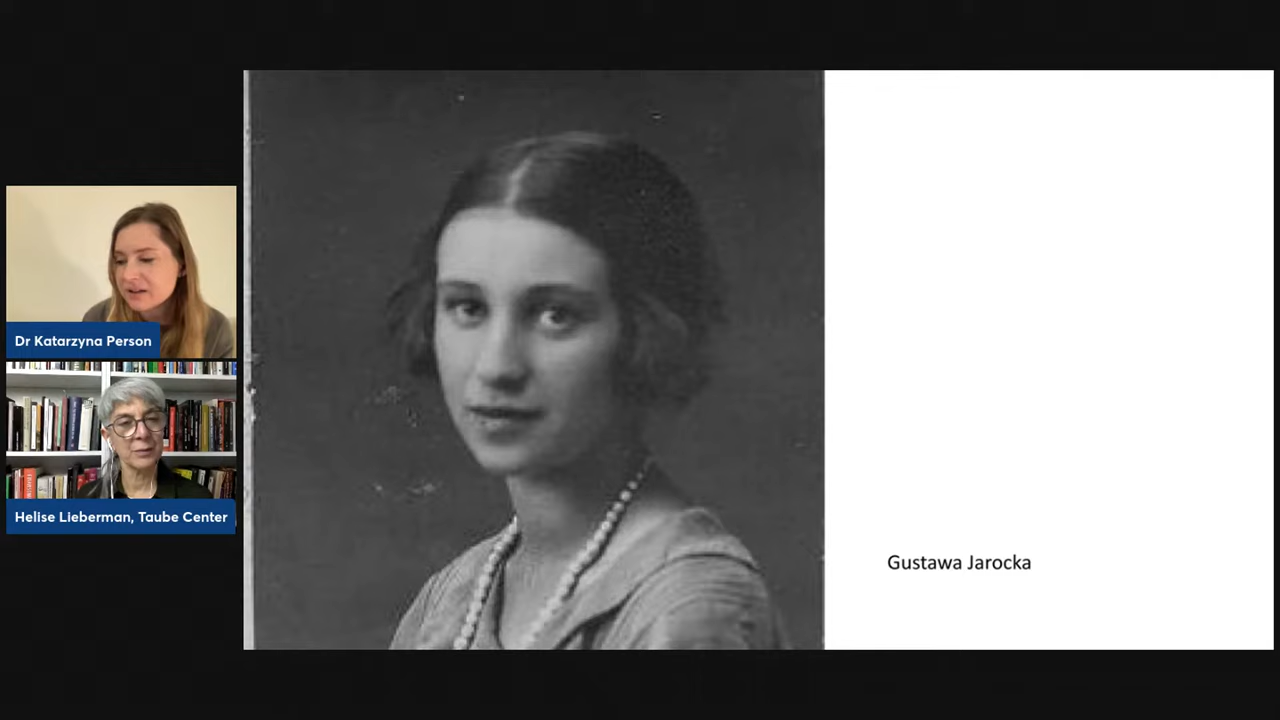 Dr Katarzyna Person
Helise Lieberman, Taube Center
Gustawa Jarocka